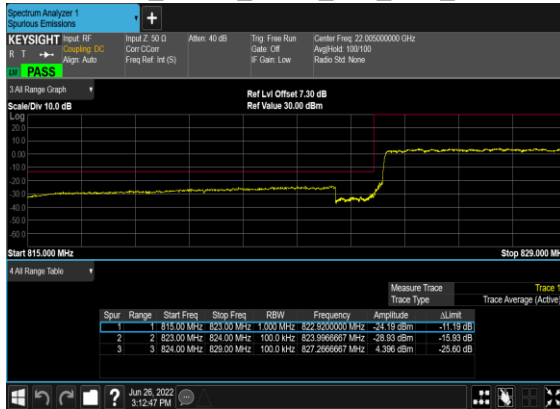 Spectrum Analyzer 1
Spurious Emissions
+
KEYSIGHT Input: RF Input Z: 50 Ω Atten: 40 dB Trig: Free Run Center Freq: 22.005000000 GHz
R T Coupling: DC Corr CCorr Gate: Off Avg|Hold: 100/100
Align: Auto Freq Ref: Int (S) IF Gain: Low Radio Std: None
PASS
3 All Range Graph
Ref Lvl Offset 7.30 dB
Scale/Div 10.0 dB Ref Value 30.00 dBm
Log
20.0
10.0
0.00
-10.0
-20.0
-30.0
-40.0
-50.0
-60.0
Start 815.000 MHz Stop 829.000 MH
4 All Range Table
Measure Trace Trace 1
Trace Type Trace Average (Active)
Spur Range Start Freq Stop Freq RBW Frequency Amplitude ΔLimit
1 1 815.00 MHz 823.00 MHz 1.000 MHz 822.9200000 MHz -24.19 dBm -11.19 dB
2 2 823.00 MHz 824.00 MHz 100.0 kHz 823.9966667 MHz -28.93 dBm -15.93 dB
3 3 824.00 MHz 829.00 MHz 100.0 kHz 827.2666667 MHz 4.396 dBm -25.60 dB
? Jun 26, 2022
3:12:47 PM